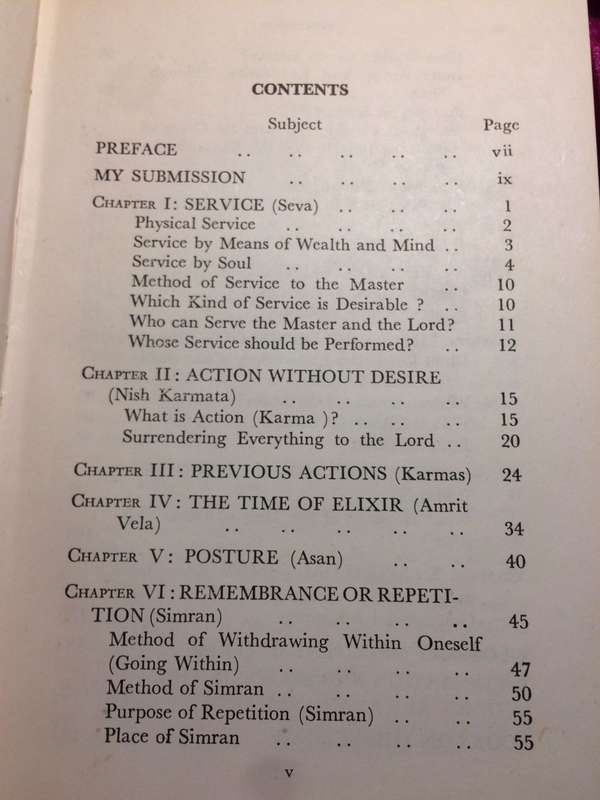 CONTENTS
Subject Page
PREFACE .. .. .. .. .. vii
MY SUBMISSION .. .. .. .. ix
CHAPTER I: SERVICE (Seva) .. .. .. 1
Physical Service .. .. .. .. 2
Service by Means of Wealth and Mind .. 3
Service by Soul .. .. .. .. 4
Method of Service to the Master .. 10
Which Kind of Service is Desirable ? .. 10
Who can Serve the Master and the Lord? 11
Whose Service should be Performed? .. 12
CHAPTER II: ACTION WITHOUT DESIRE
(Nish Karmata) .. .. .. .. 15
What is Action (Karma )? .. .. .. 15
Surrendering Everything to the Lord .. 20
CHAPTER III: PREVIOUS ACTIONS (Karmas) 24
CHAPTER IV: THE TIME OF ELIXIR (Amrit
Vela) .. .. .. .. .. 34
CHAPTER V: POSTURE (Asan) .. .. 40
CHAPTER VI: REMEMBRANCE OR REPETI-
TION (Simran) .. .. .. .. 45
Method of Withdrawing Within Oneself
(Going Within) .. .. .. .. 47
Method of Simran .. .. .. .. 50
Purpose of Repetition (Simran) .. .. 55
Place of Simran .. .. .. .. 55
v